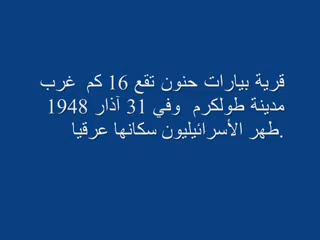 قرية بيارات حنون تقع 16 كم غرب
مدينة طولكرم وفي 31 آذار 1948
طهر الأسرائيليون سكانها عرقيا.